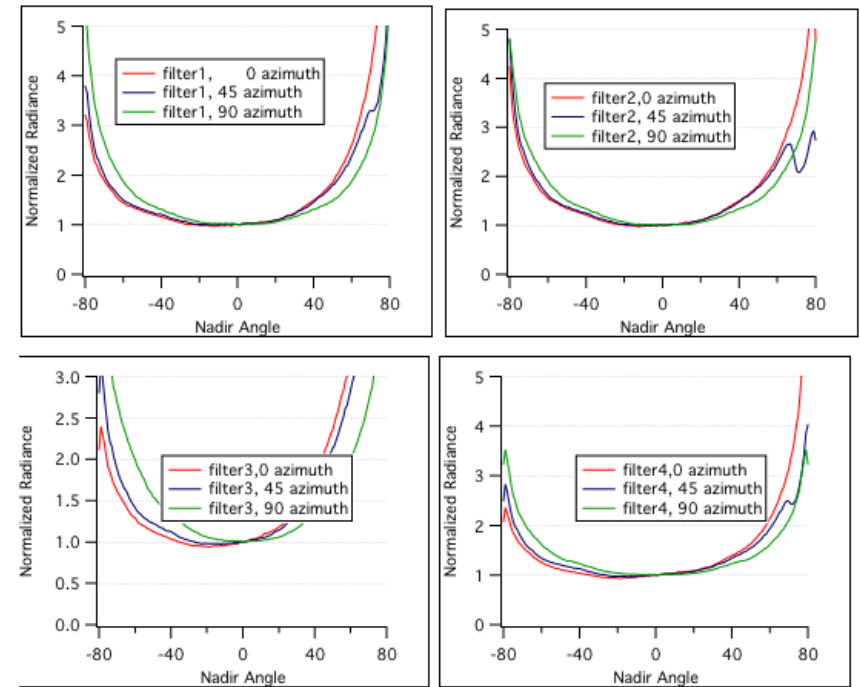 5
4
3
2
1
0
Normalized Radiance
filter1, 0 azimuth
filter1, 45 azimuth
filter1, 90 azimuth
-80 -40 0 40 80
Nadir Angle
5
4
3
2
1
0
Normalized Radiance
filter2,0 azimuth
filter2, 45 azimuth
filter2, 90 azimuth
-80 -40 0 40 80
Nadir Angle
3.0
2.5
2.0
1.5
1.0
0.5
0.0
Normalized Radiance
filter3,0 azimuth
filter3, 45 azimuth
filter3, 90 azimuth
-80 -40 0 40 80
Nadir Angle
5
4
3
2
1
0
Normalized Radiance
filter4,0 azimuth
filter4, 45 azimuth
filter4, 90 azimuth
-80 -40 0 40 80
Nadir Angle